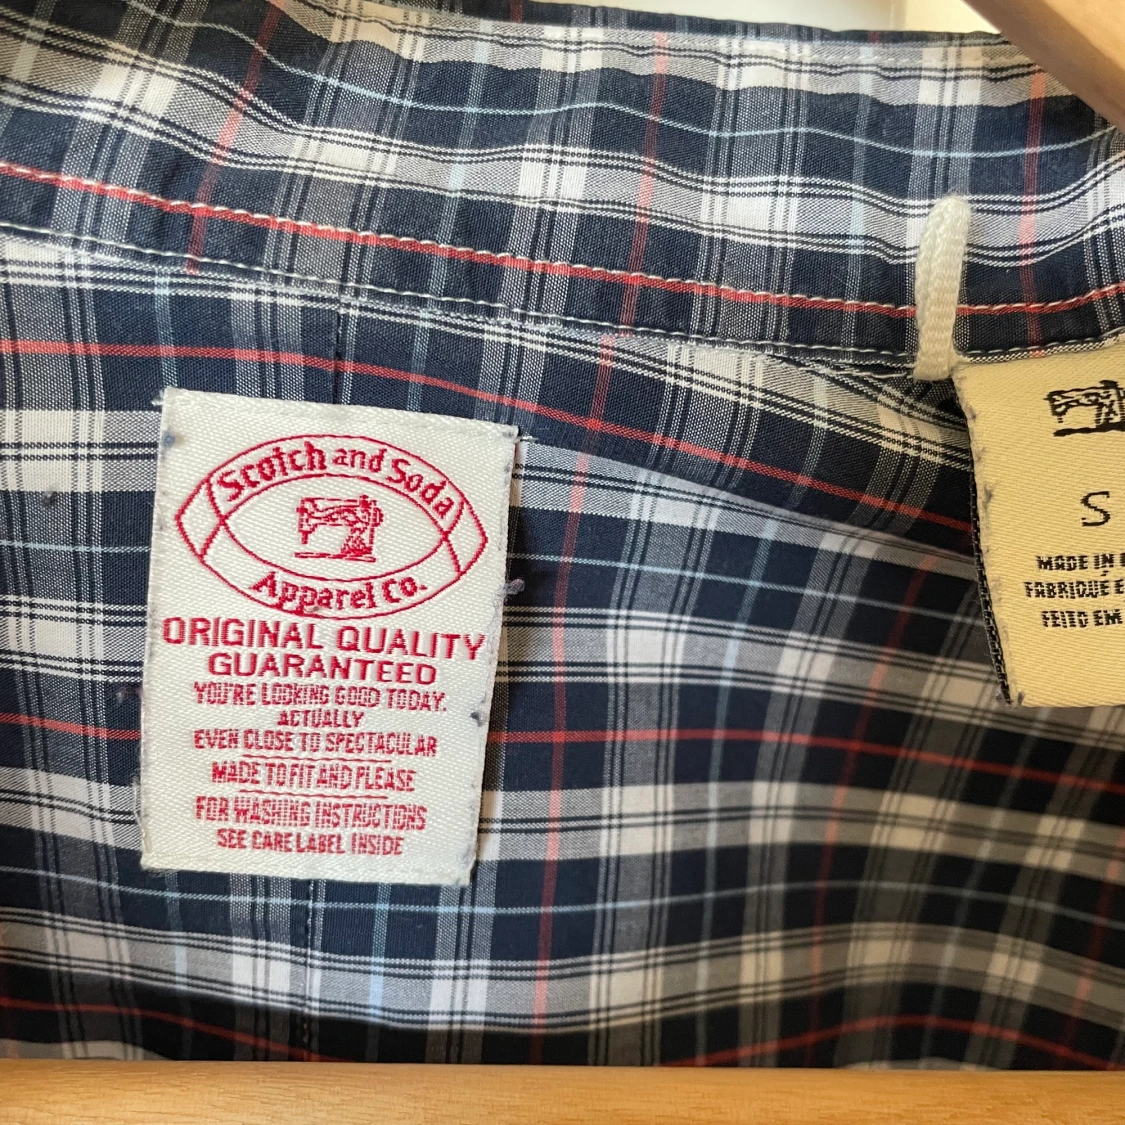 Scotch and Soda
Apparel Co.
ORIGINAL QUALITY
GUARANTEED
YOU'RE LOOKING GOOD TODAY.
ACTUALLY
EVEN CLOSE TO SPECTACULAR
MADE TO FIT AND PLEASE
FOR WASHING INSTRUCTIONS
SEE CARE LABEL INSIDE
S
MADE IN
FABRIQUE E
FEITO EM